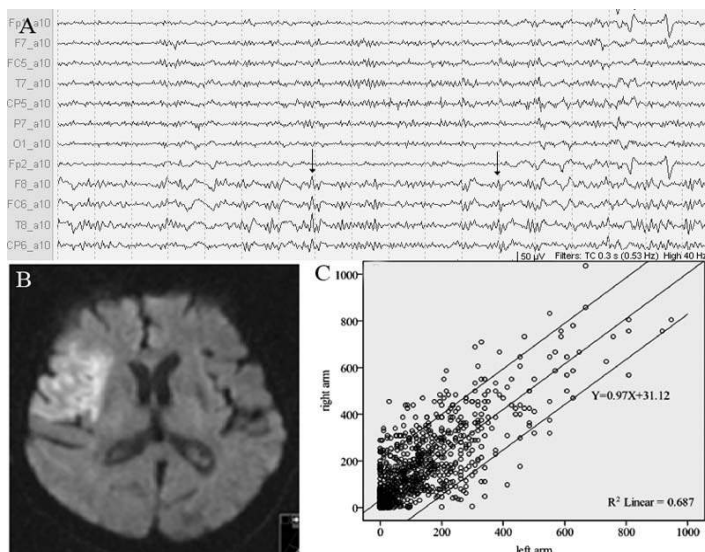 A
Fp1_a10
F7_a10
FC5_a10
T7_a10
CP5_a10
P7_a10
O1_a10
Fp2_a10
F8_a10
FC6_a10
T8_a10
CP6_a10
50 µV Filters: TC 0.3 s (0.53 Hz) High 40 Hz
B
C
1000
800
600
400
200
0
right arm
Y=0.97X+31.12
R² Linear = 0.687
0 200 400 600 800 1000
left arm